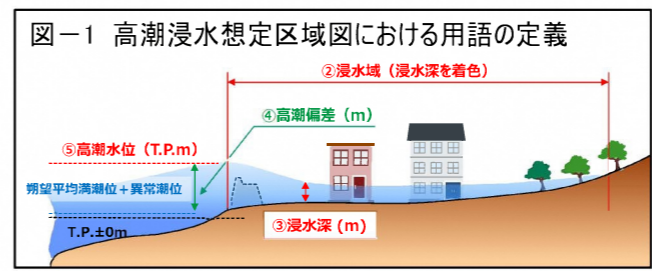 図－1 高潮浸水想定区域図における用語の定義
②浸水域（浸水深を着色）
④高潮偏差（m）
⑤高潮水位（T.P.m）
朔望平均満潮位＋異常潮位
③浸水深(m)
T.P.±0m